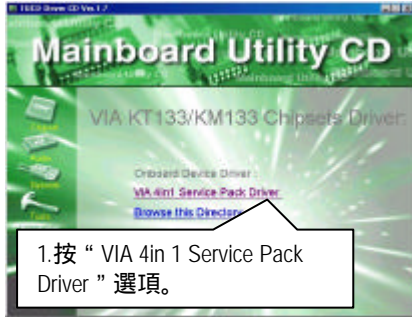 Mainboard Utility CD
VIA KT133/KM133 Chipsets Driver:
Onboard Device Driver :
VIA 4in1 Service Pack Driver
Browse this Directory
1.按 “ VIA 4in 1 Service Pack
Driver ” 選項。